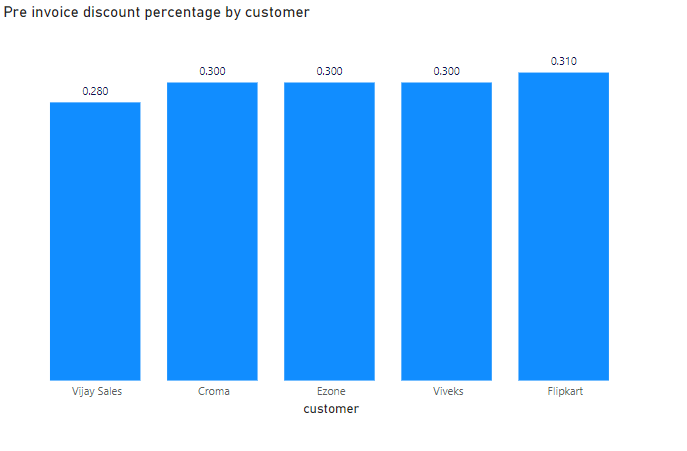 Pre invoice discount percentage by customer
0.280
0.300
0.300
0.300
0.310
Vijay Sales
Croma
Ezone
Viveks
Flipkart
customer